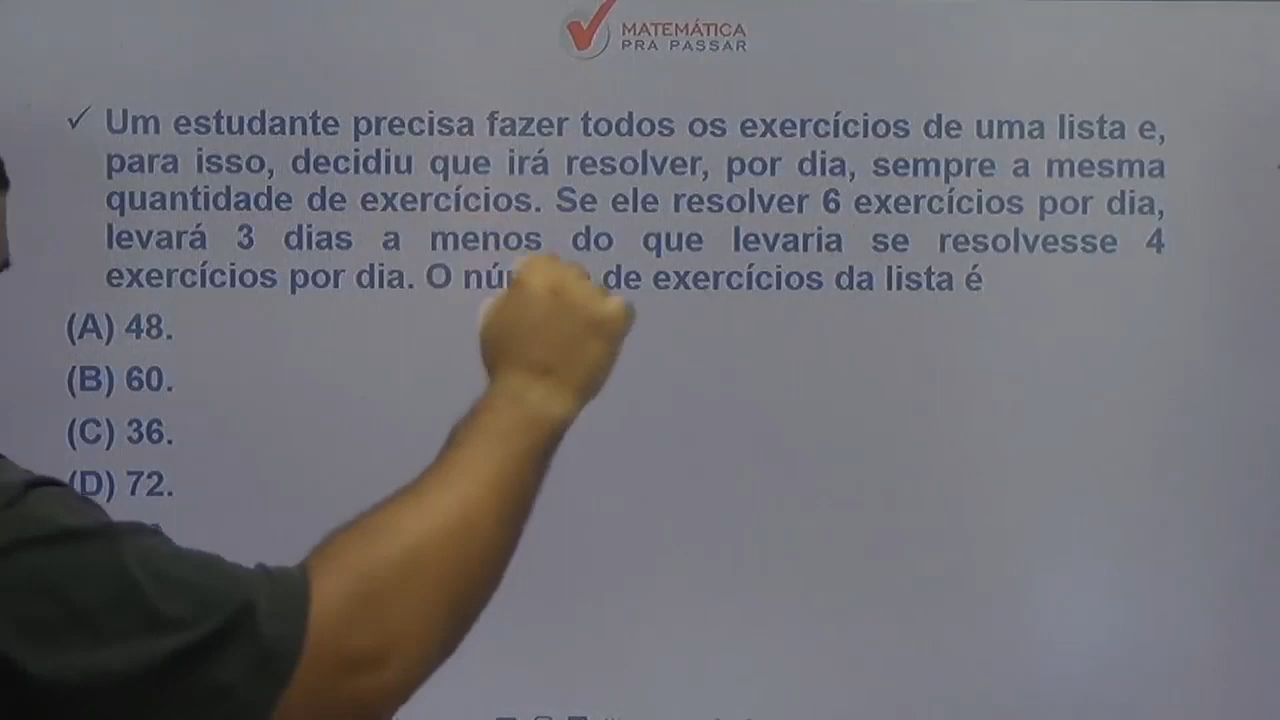 MATEMÁTICA
PRA PASSAR
✓ Um estudante precisa fazer todos os exercícios de uma lista e,
para isso, decidiu que irá resolver, por dia, sempre a mesma
quantidade de exercícios. Se ele resolver 6 exercícios por dia,
levará 3 dias a menos do que levaria se resolvesse 4
exercícios por dia. O de exercícios da lista é
(A) 48.
(B) 60.
(C) 36.
(D) 72.